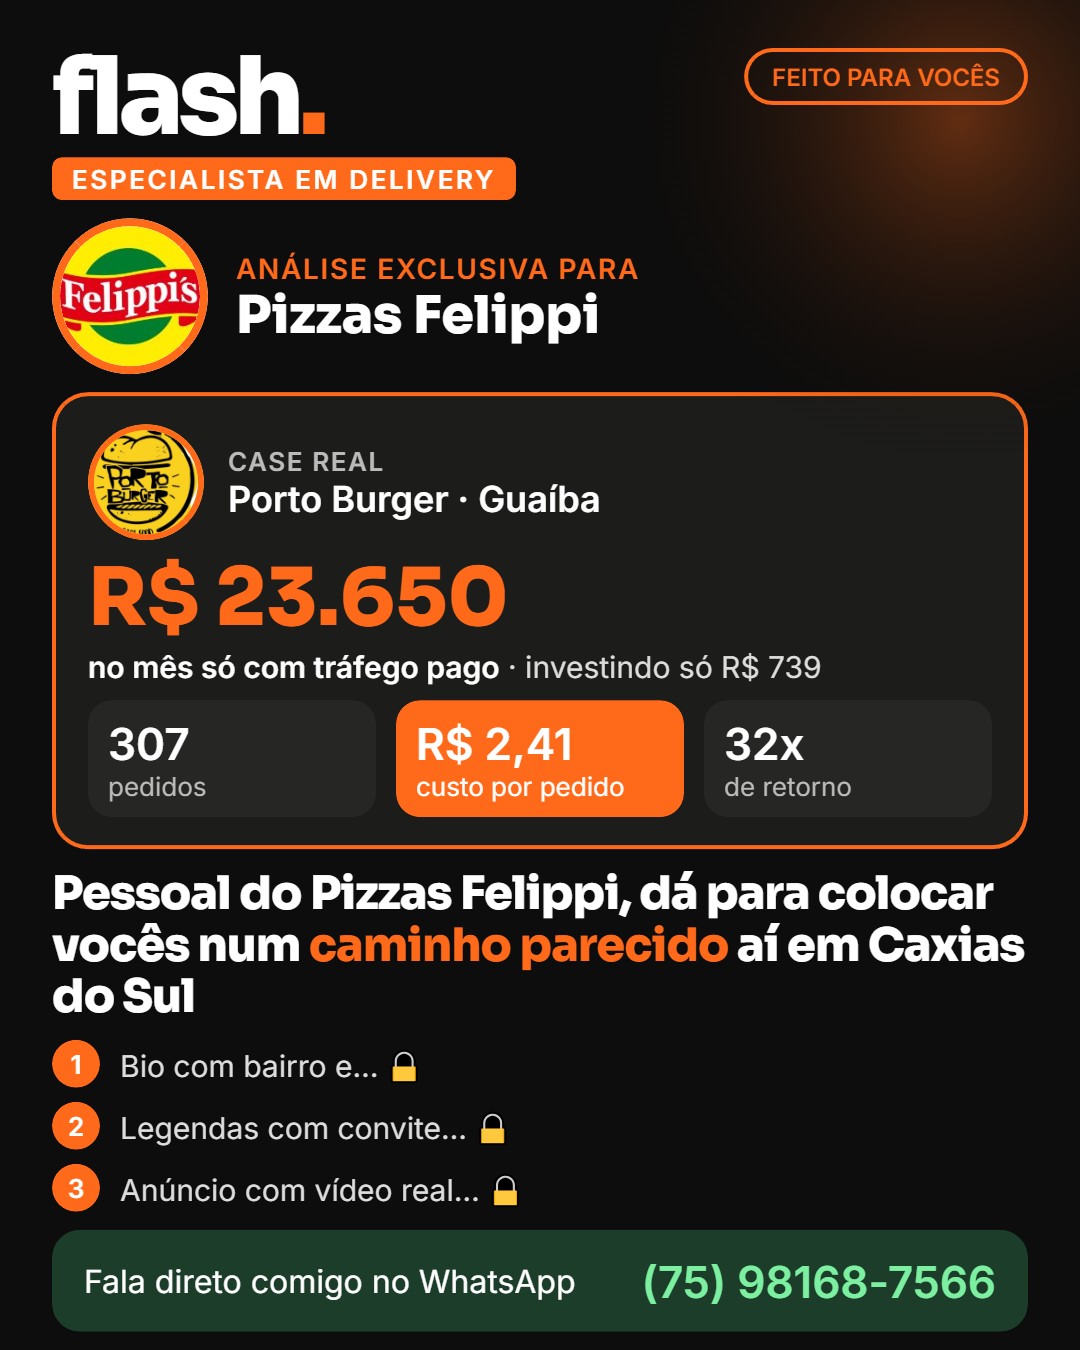 flash.
FEITO PARA VOCÊS
ESPECIALISTA EM DELIVERY
Felippi's
ANÁLISE EXCLUSIVA PARA
Pizzas Felippi
PORTO
BURGER
CASE REAL
Porto Burger · Guaíba
R$ 23.650
no mês só com tráfego pago · investindo só R$ 739
307
pedidos
R$ 2,41
custo por pedido
32x
de retorno
Pessoal do Pizzas Felippi, dá para colocar
vocês num caminho parecido aí em Caxias
do Sul
1 Bio com bairro e...
2 Legendas com convite...
3 Anúncio com vídeo real...
Fala direto comigo no WhatsApp (75) 98168-7566